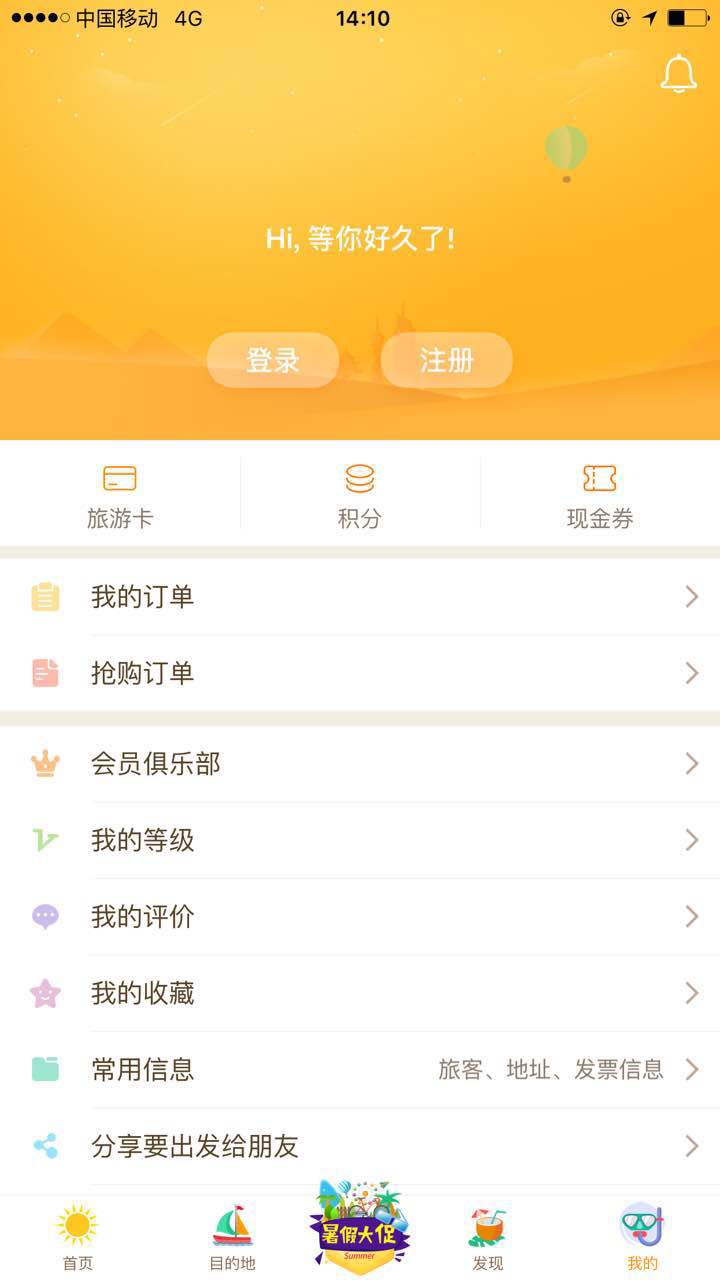 中国移动 4G 14:10
Hi, 等你好久了!
登录 注册
旅游卡 积分 现金券
我的订单
抢购订单
会员俱乐部
我的等级
我的评价
我的收藏
常用信息 旅客、地址、发票信息
分享要出发给朋友
暑假大促
Summer
首页 目的地 发现 我的